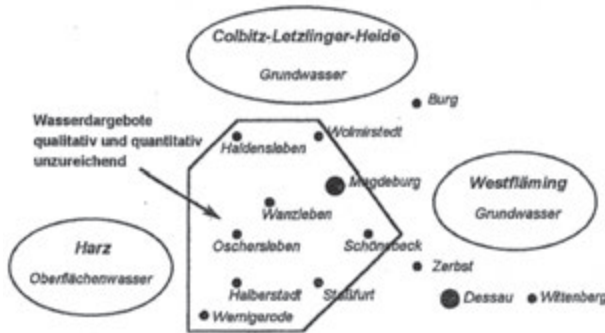 Colbitz-Letzlinger-Heide
Grundwasser
Burg
Wasserdargebote
qualitativ und quantitativ
unzureichend
Haldensleben
Wolmirstedt
Magdeburg
Westfläming
Grundwasser
Wanzleben
Harz
Oberflächenwasser
Oschersleben
Schönebeck
Zerbst
Halberstadt
Staßfurt
Dessau
Wittenberg
Wernigerode